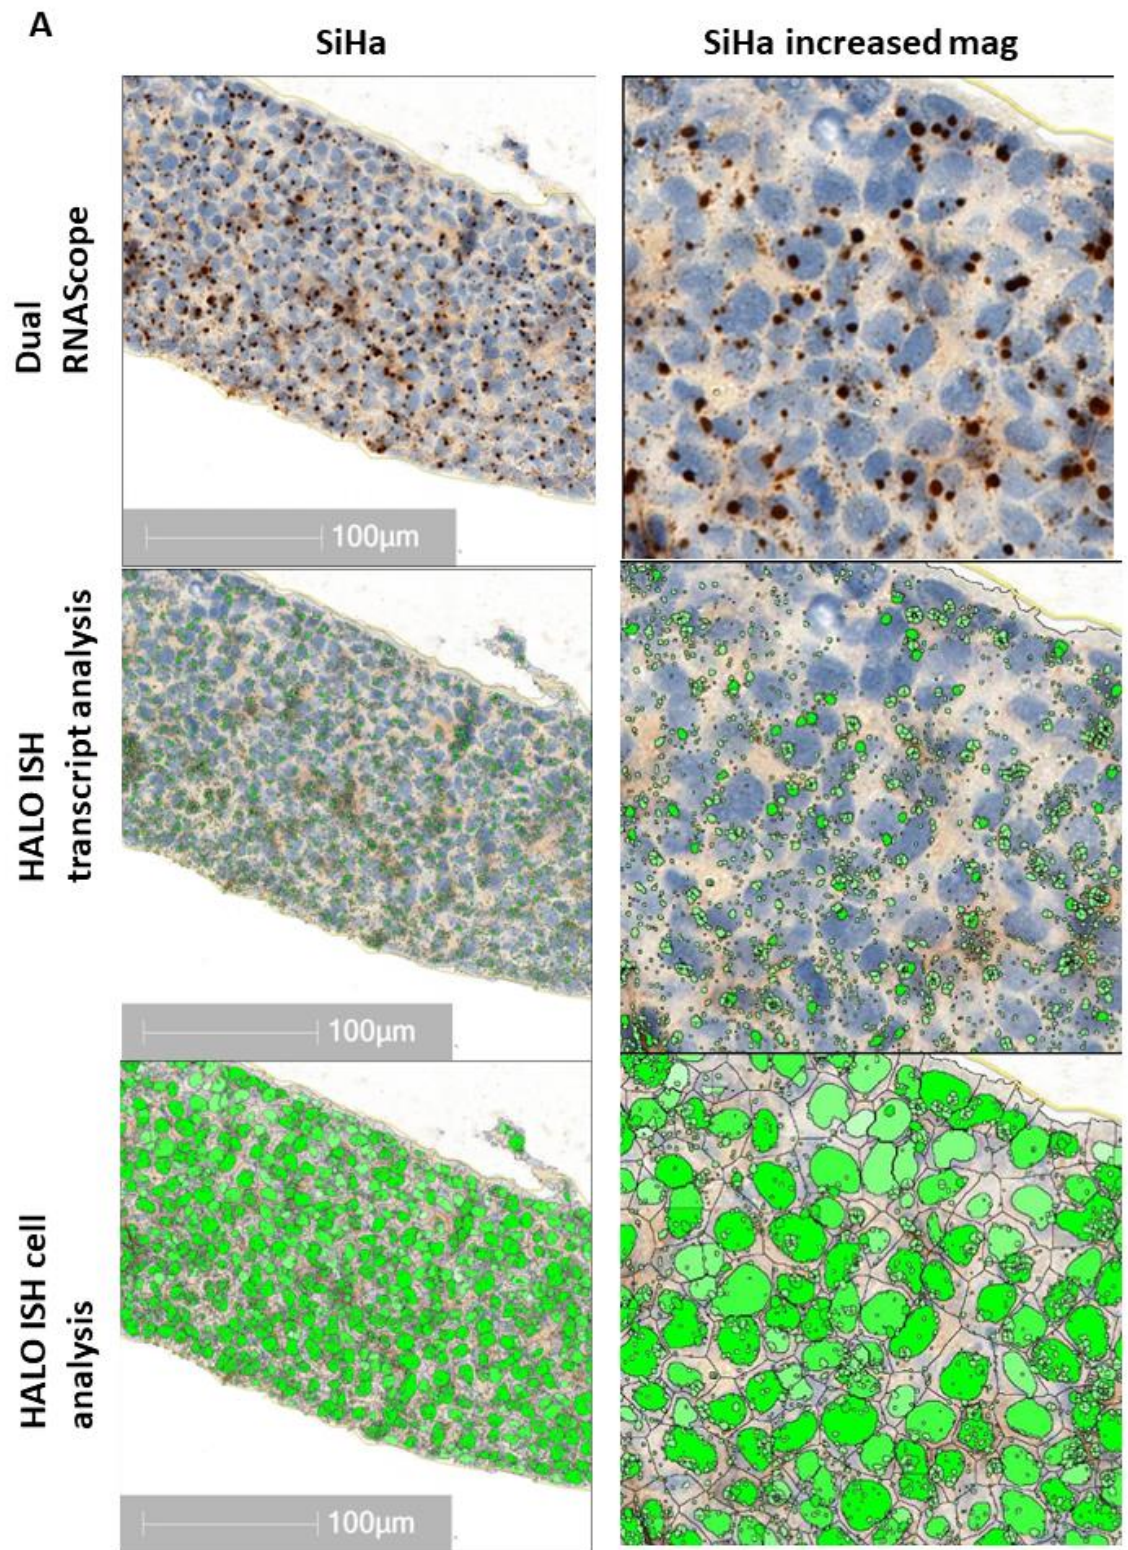 A
SiHa
SiHa increased mag
Dual
RNAScope
100µm
HALO ISH
transcript analysis
100µm
HALO ISH cell
analysis
100µm